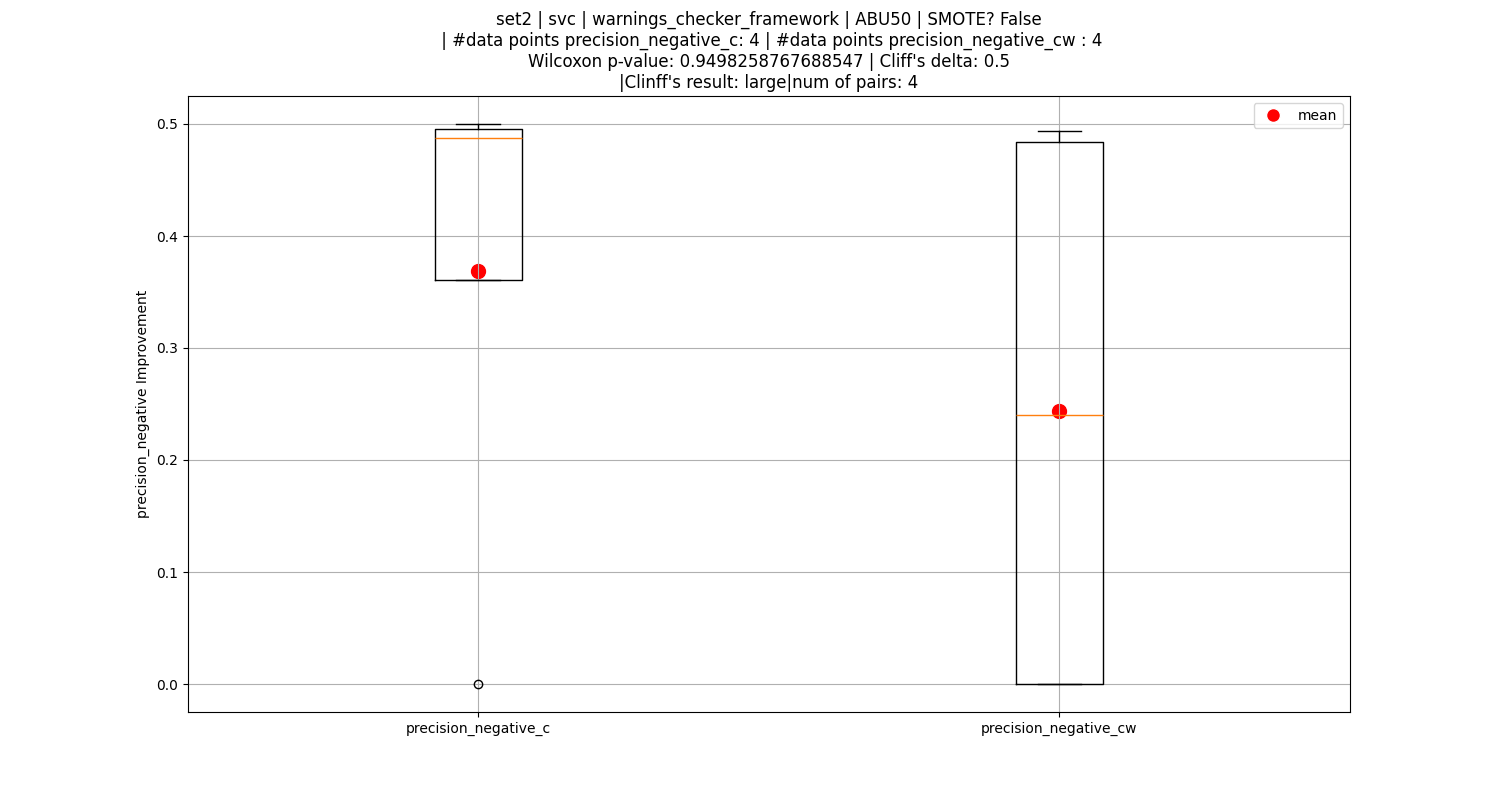 set2 | svc | warnings_checker_framework | ABU50 | SMOTE? False
| #data points precision_negative_c: 4 | #data points precision_negative_cw : 4
Wilcoxon p-value: 0.9498258767688547 | Cliff's delta: 0.5
|Clinff's result: large|num of pairs: 4
mean
0.5
0.4
0.3
0.2
0.1
0.0
precision_negative Improvement
precision_negative_c
precision_negative_cw